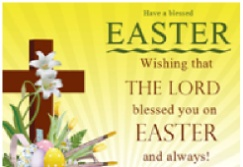 Have a blessed
EASTER
Wishing that
THE LORD
blessed you on
EASTER
and always!